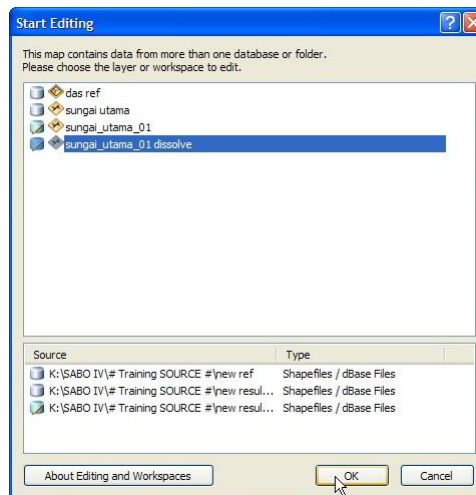 Start Editing
This map contains data from more than one database or folder.
Please choose the layer or workspace to edit.
das ref
sungai utama
sungai_utama_01
sungai_utama_01 dissolve
Source Type
K:\SABO IV\# Training SOURCE #\new ref Shapefiles / dBase Files
K:\SABO IV\# Training SOURCE #\new resul... Shapefiles / dBase Files
K:\SABO IV\# Training SOURCE #\new resul... Shapefiles / dBase Files
About Editing and Workspaces OK Cancel